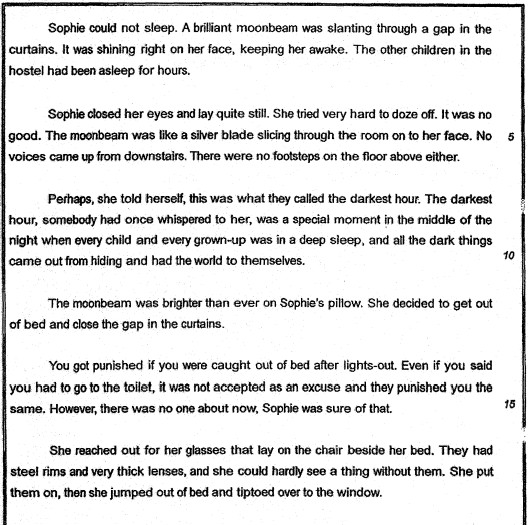 Sophie could not sleep. A brilliant moonbeam was slanting through a gap in the
curtains. It was shining right on her face, keeping her awake. The other children in the
hostel had been asleep for hours.
Sophie closed her eyes and lay quite still. She tried very hard to doze off. It was no
good. The moonbeam was like a silver blade slicing through the room on to her face. No 5
voices came up from downstairs. There were no footsteps on the floor above either.
Perhaps, she told herself, this was what they called the darkest hour. The darkest
hour, somebody had once whispered to her, was a special moment in the middle of the
night when every child and every grown-up was in a deep sleep, and all the dark things
came out from hiding and had the world to themselves. 10
The moonbeam was brighter than ever on Sophie's pillow. She decided to get out
of bed and close the gap in the curtains.
You got punished if you were caught out of bed after lights-out. Even if you said
you had to go to the toilet, it was not accepted as an excuse and they punished you the
same. However, there was no one about now, Sophie was sure of that. 15
She reached out for her glasses that lay on the chair beside her bed. They had
steel rims and very thick lenses, and she could hardly see a thing without them. She put
them on, then she jumped out of bed and tiptoed over to the window.